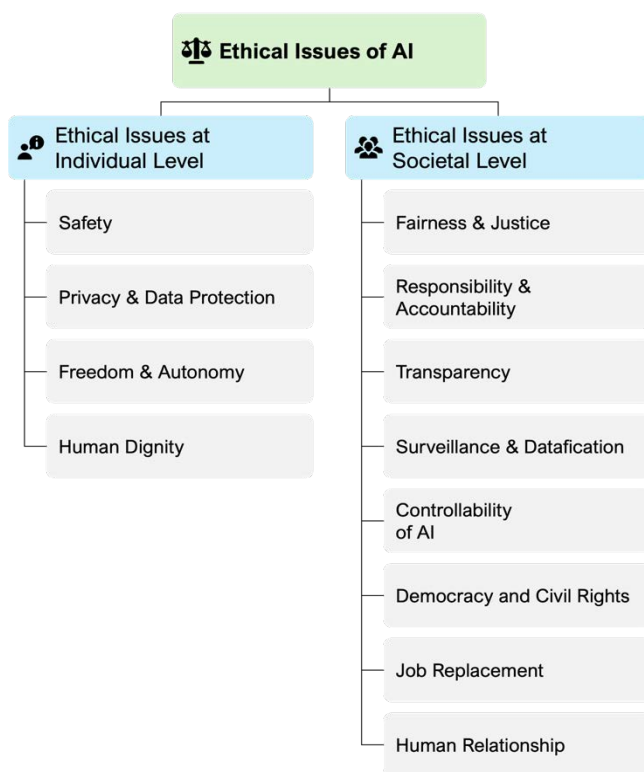 Ethical Issues of AI
Ethical Issues at
Individual Level
Safety
Privacy & Data Protection
Freedom & Autonomy
Human Dignity
Ethical Issues at
Societal Level
Fairness & Justice
Responsibility &
Accountability
Transparency
Surveillance & Datafication
Controllability
of AI
Democracy and Civil Rights
Job Replacement
Human Relationship